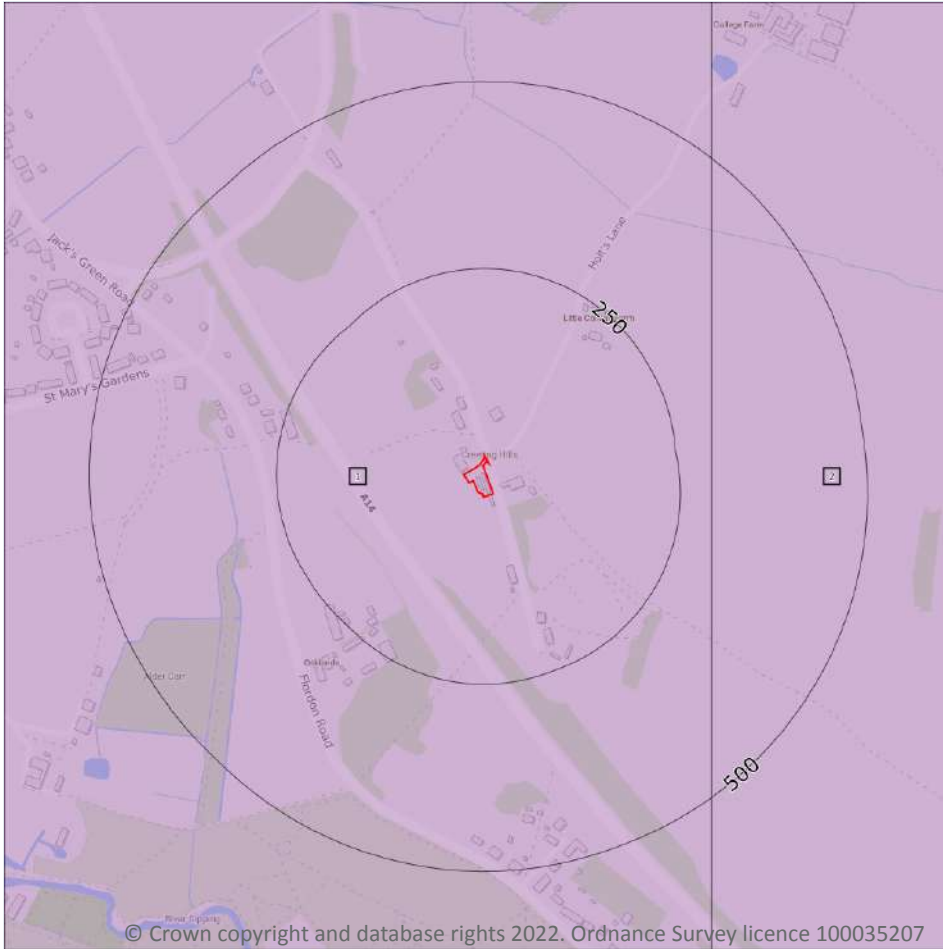 College Farm
Jack's Green Road
Holt's Lane
250
St Mary's Gardens
Creeting Hills
1
2
A14
Oaklands
Alder Carr
Flordon Road
500
River Gipping
© Crown copyright and database rights 2022. Ordnance Survey licence 100035207